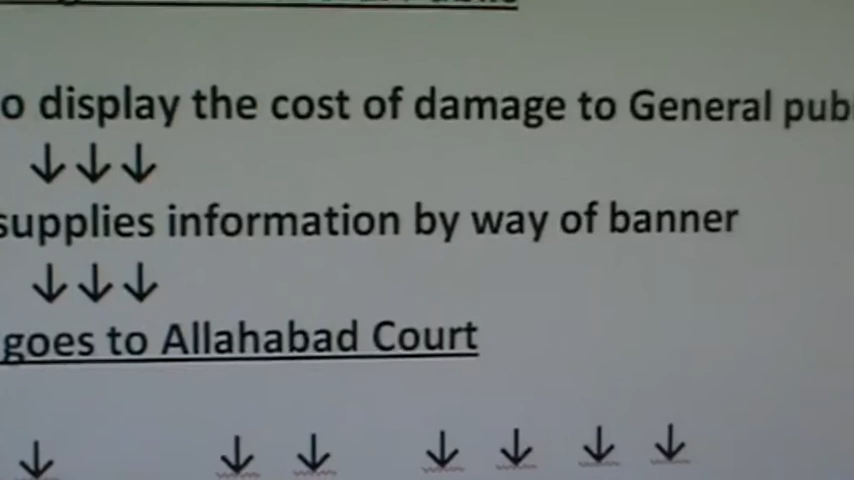 o display the cost of damage to General pub
↓↓↓
supplies information by way of banner
↓↓↓
goes to Allahabad Court
↓ ↓ ↓ ↓ ↓ ↓ ↓